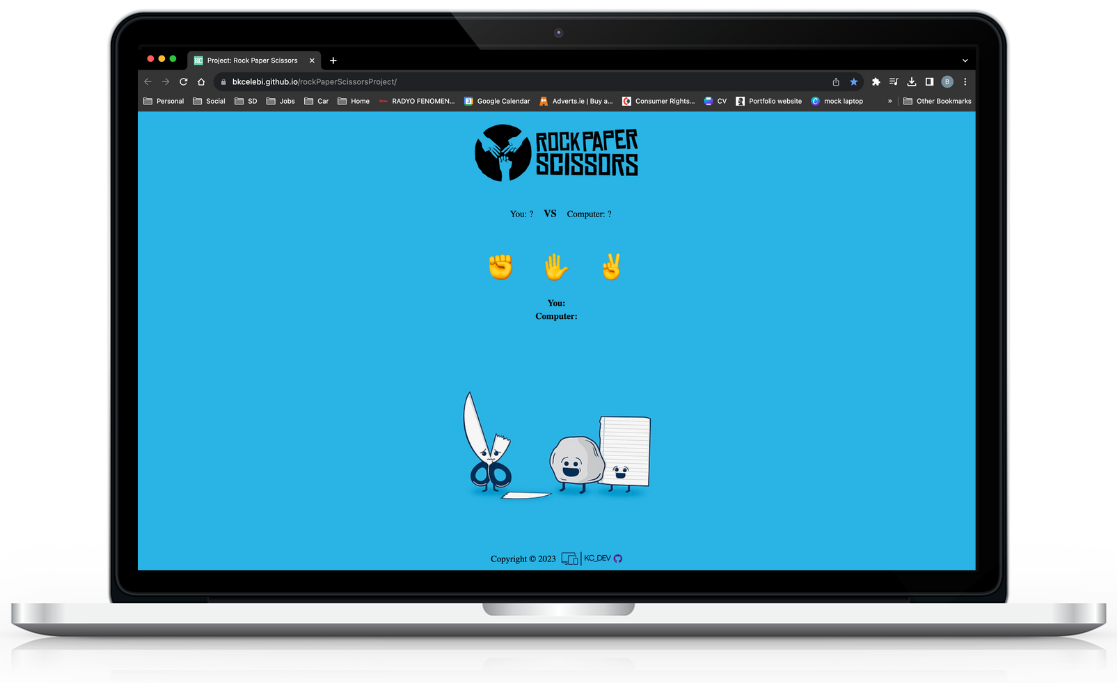 Project: Rock Paper Scissors
bkcelebi.github.io/rockPaperScissorsProject/
B
Personal Social SD Jobs Car Home RADYO FENOMEN... Google Calendar Adverts.ie | Buy a... Consumer Rights... CV Portfolio website mock laptop » Other Bookmarks
ROCK PAPER
SCISSORS
You: ? VS Computer: ?
You:
Computer:
Copyright © 2023 KC_DEV